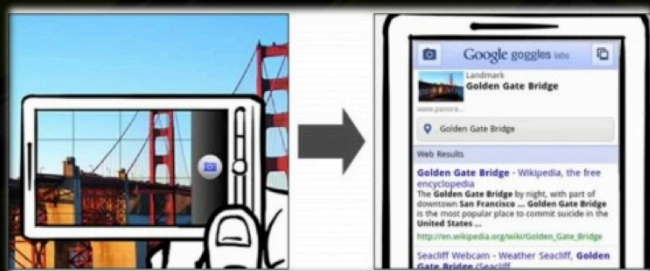 Google goggles labs
Landmark
Golden Gate Bridge
www.panora...
Golden Gate Bridge
Web Results
Golden Gate Bridge - Wikipedia, the free
encyclopedia
The Golden Gate Bridge by night, with part of
downtown San Francisco ... Golden Gate Bridge
is the most popular place to commit suicide in the
United States ...
http://en.wikipedia.org/wiki/Golden_Gate_Bridge
Seacliff Webcam - Weather Seacliff, Golden
Gate Bridge (Seacliff